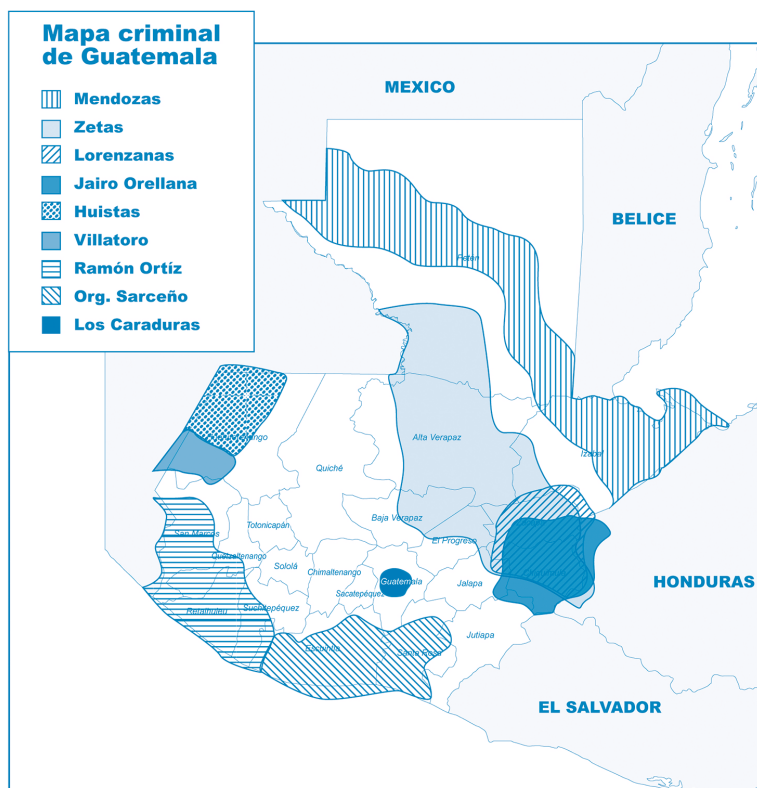 Mapa criminal
de Guatemala
Mendozas
Zetas
Lorenzanas
Jairo Orellana
Huistas
Villatoro
Ramón Ortíz
Org. Sarceño
Los Caraduras
MEXICO
BELICE
Peten
Huehuetenango
Alta Verapaz
Izabal
Quiché
Baja Verapaz
Totonicapán
San Marcos
El Progreso
Quetzaltenango
Sololá
Chimaltenango
Guatemala
Jalapa
HONDURAS
Sacatepéquez
Retalhuleu
Suchitepéquez
Jutiapa
Escuintla
Santa Rosa
EL SALVADOR